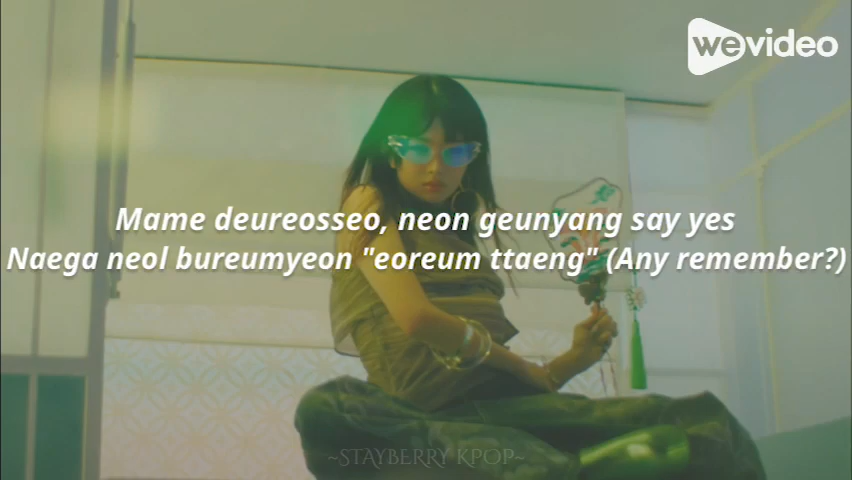 wevideo
Mame deureosseo, neon geunyang say yes
Naega neol bureumyeon "eoreum ttaeng" (Any remember?)
~STAYBERRY KPOP~